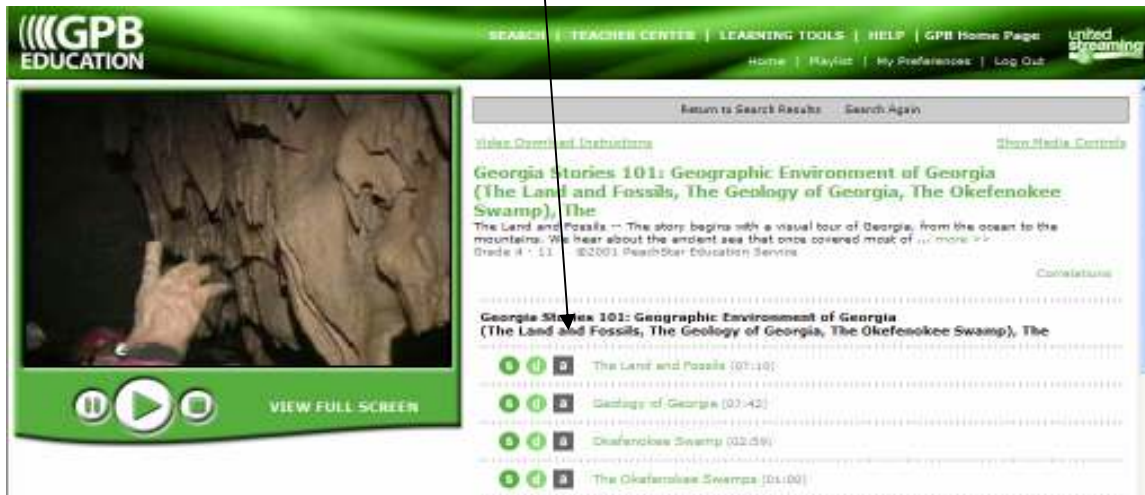 GPB
EDUCATION
SEARCH | TEACHER CENTER | LEARNING TOOLS | HELP | GPB Home Page
united
streaming
Home | Playlist | My Preferences | Log Out
Return to Search Results Search Again
Video Download Instructions Show Media Controls
Georgia Stories 101: Geographic Environment of Georgia
(The Land and Fossils, The Geology of Georgia, The Okefenokee
Swamp), The
The Land and Fossils -- The story begins with a visual tour of Georgia, from the ocean to the
mountains. We hear about the ancient sea that once covered most of ... more >>
Grade 4 - 11 ©2001 PeachStar Education Service
Correlations
Georgia Stories 101: Geographic Environment of Georgia
(The Land and Fossils, The Geology of Georgia, The Okefenokee Swamp), The
s d a The Land and Fossils (07:10)
s d a Geology of Georgia (07:42)
VIEW FULL SCREEN
s d a Okefenokee Swamp (02:59)
s d a The Okefenokee Swamps (01:00)